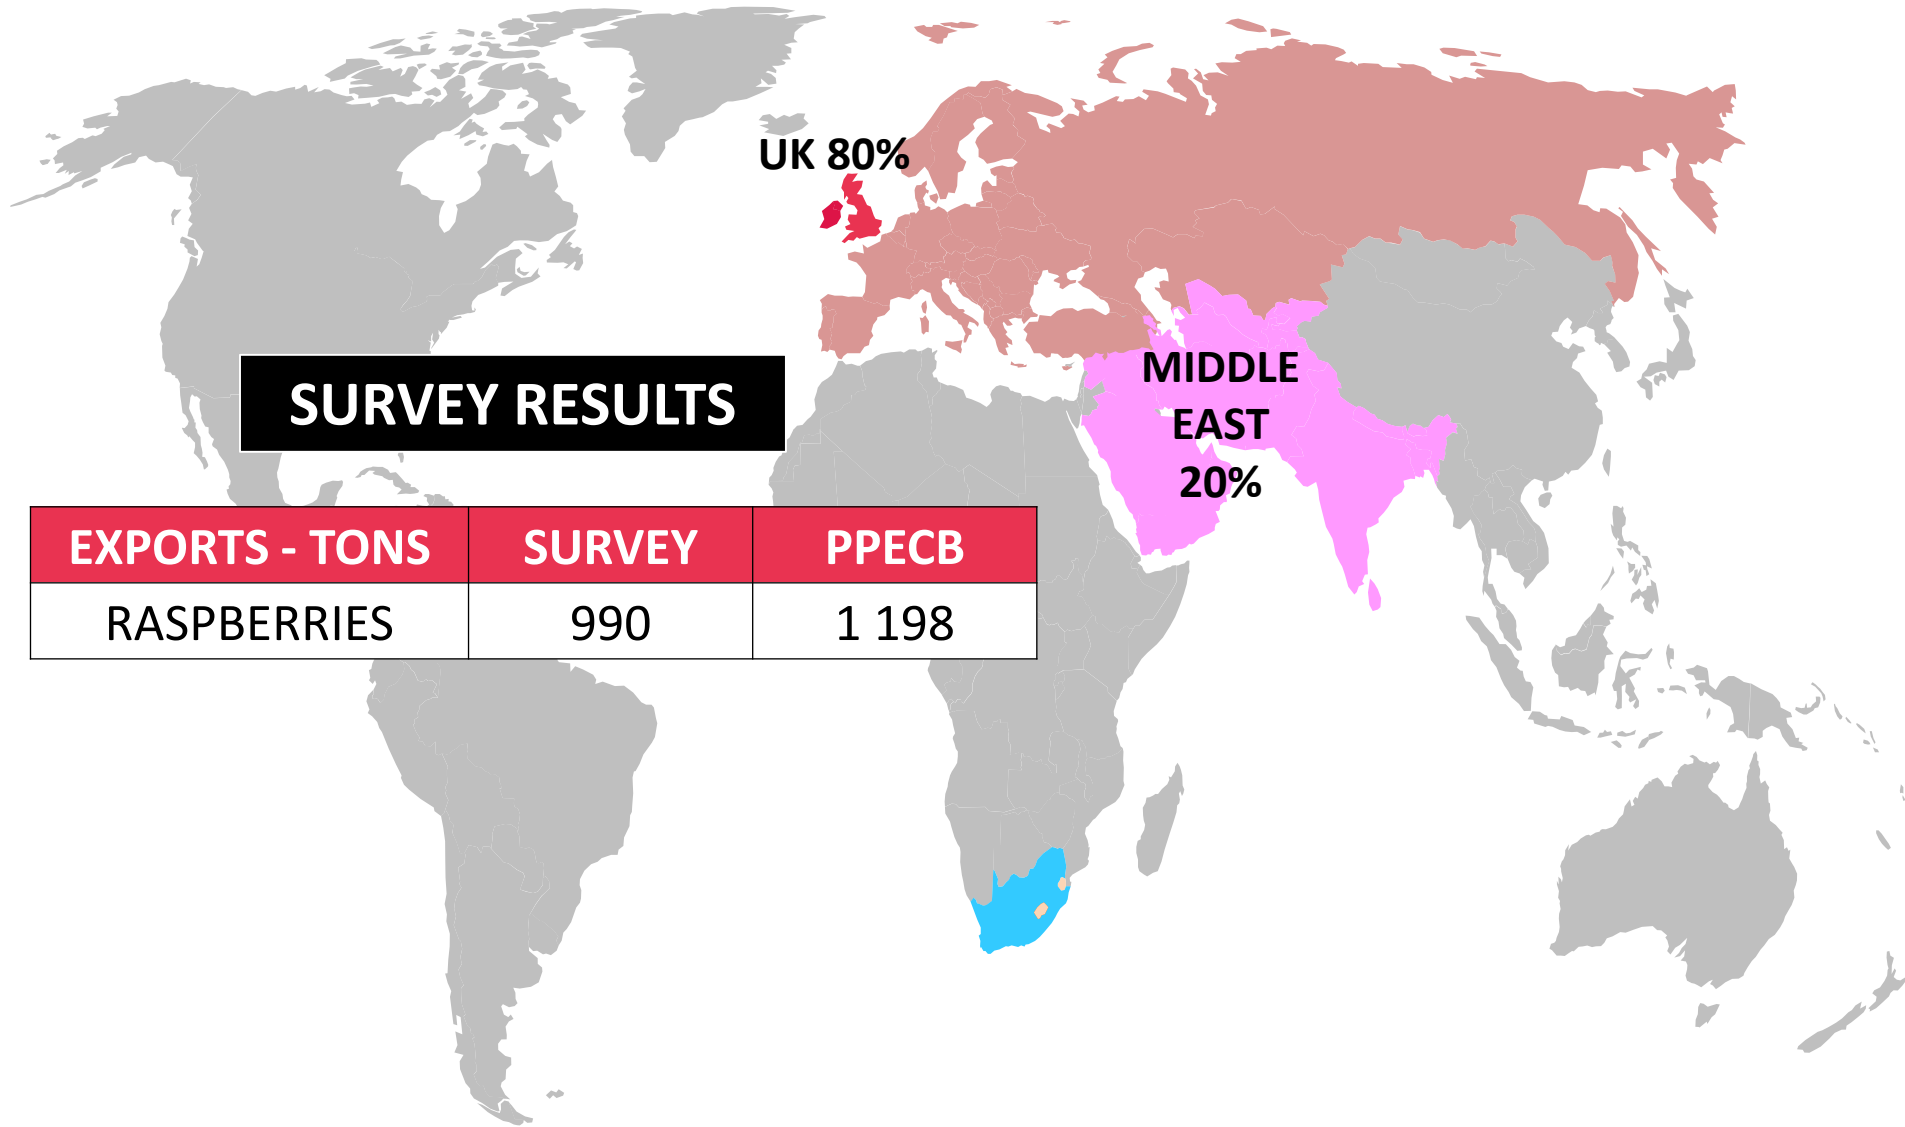 UK 80%
MIDDLE
EAST
20%
SURVEY RESULTS
EXPORTS - TONS SURVEY PPECB
RASPBERRIES 990 1 198